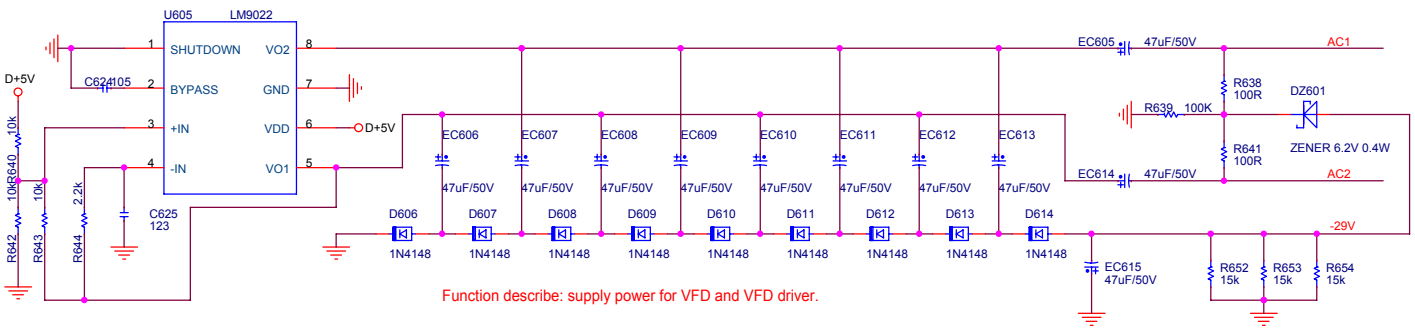 U605 LM9022
1 SHUTDOWN VO2 8
2 BYPASS GND 7
3 +IN VDD 6
4 -IN VO1 5
D+5V
C624 105
D+5V
10k
R640
10k
R642
10k
R643
2.2k
R644
C625
123
EC605 47uF/50V AC1
R638
100R
DZ601
R639 100K
ZENER 6.2V 0.4W
R641
100R
EC614 47uF/50V AC2
EC606 EC607 EC608 EC609 EC610 EC611 EC612 EC613
47uF/50V 47uF/50V 47uF/50V 47uF/50V 47uF/50V 47uF/50V 47uF/50V 47uF/50V
D606 D607 D608 D609 D610 D611 D612 D613 D614
1N4148 1N4148 1N4148 1N4148 1N4148 1N4148 1N4148 1N4148 1N4148
-29V
EC615
47uF/50V
R652
15k
R653
15k
R654
15k
Function describe: supply power for VFD and VFD driver.